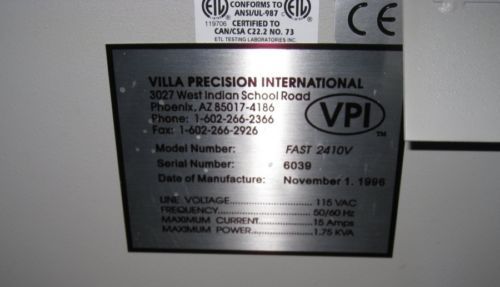 CONFORMS TO
ANSI/UL-987
119706 CERTIFIED TO
CAN/CSA C22.2 NO. 73
ETL TESTING LABORATORIES INC.
CE
VILLA PRECISION INTERNATIONAL
3027 West Indian School Road
Phoenix, AZ 85017-4186
Phone: 1-602-266-2366
Fax: 1-602-266-2926
VPI
TM
Model Number: FAST 2410V
Serial Number: 6039
Date of Manufacture: November 1, 1996
LINE VOLTAGE..............................115 VAC
FREQUENCY................................50/60 Hz
MAXIMUM CURRENT.....................15 Amps
MAXIMUM POWER........................1.75 KVA